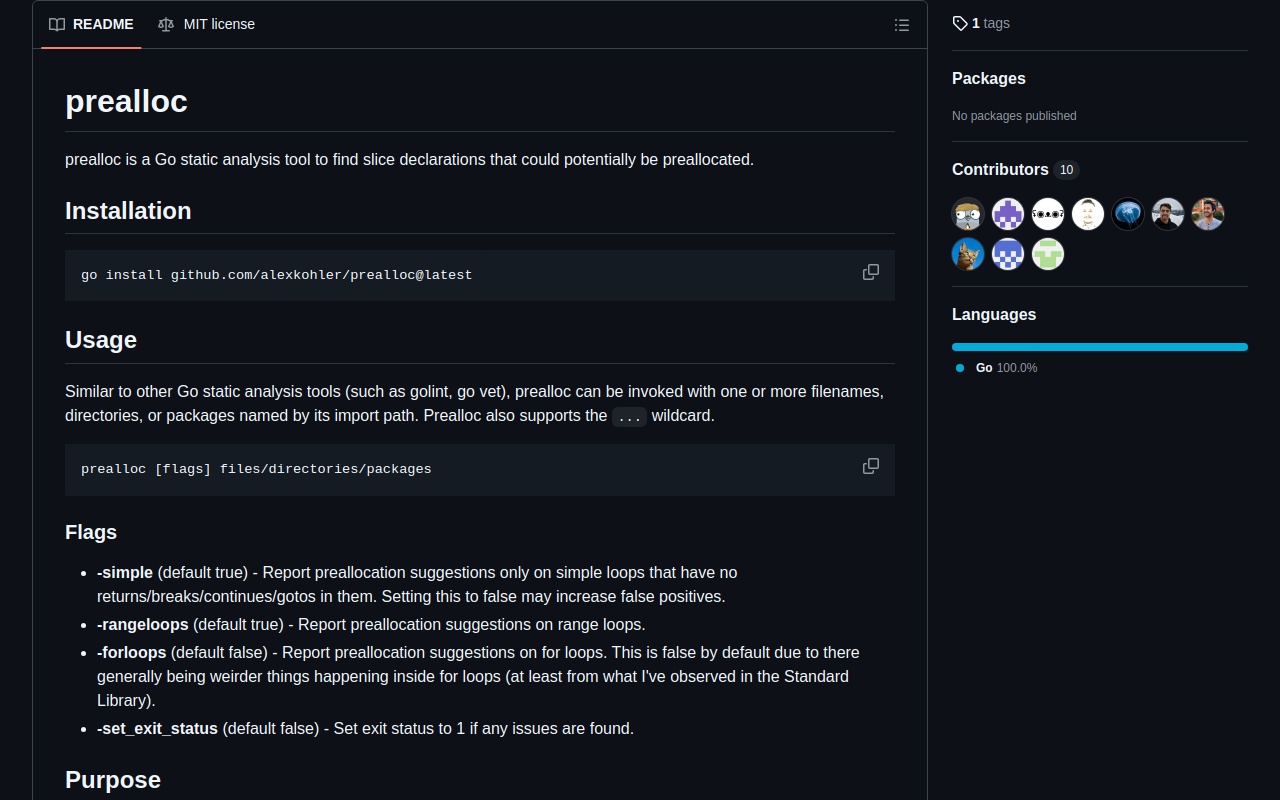 README
MIT license
prealloc
prealloc is a Go static analysis tool to find slice declarations that could potentially be preallocated.
Installation
go install github.com/alexkohler/prealloc@latest
Usage
Similar to other Go static analysis tools (such as golint, go vet), prealloc can be invoked with one or more filenames,
directories, or packages named by its import path. Prealloc also supports the ... wildcard.
prealloc [flags] files/directories/packages
Flags
-simple (default true) - Report preallocation suggestions only on simple loops that have no
returns/breaks/continues/gotos in them. Setting this to false may increase false positives.
-rangeloops (default true) - Report preallocation suggestions on range loops.
-forloops (default false) - Report preallocation suggestions on for loops. This is false by default due to there
generally being weirder things happening inside for loops (at least from what I've observed in the Standard
Library).
-set_exit_status (default false) - Set exit status to 1 if any issues are found.
Purpose
1 tags
Packages
No packages published
Contributors 10
Languages
Go 100.0%